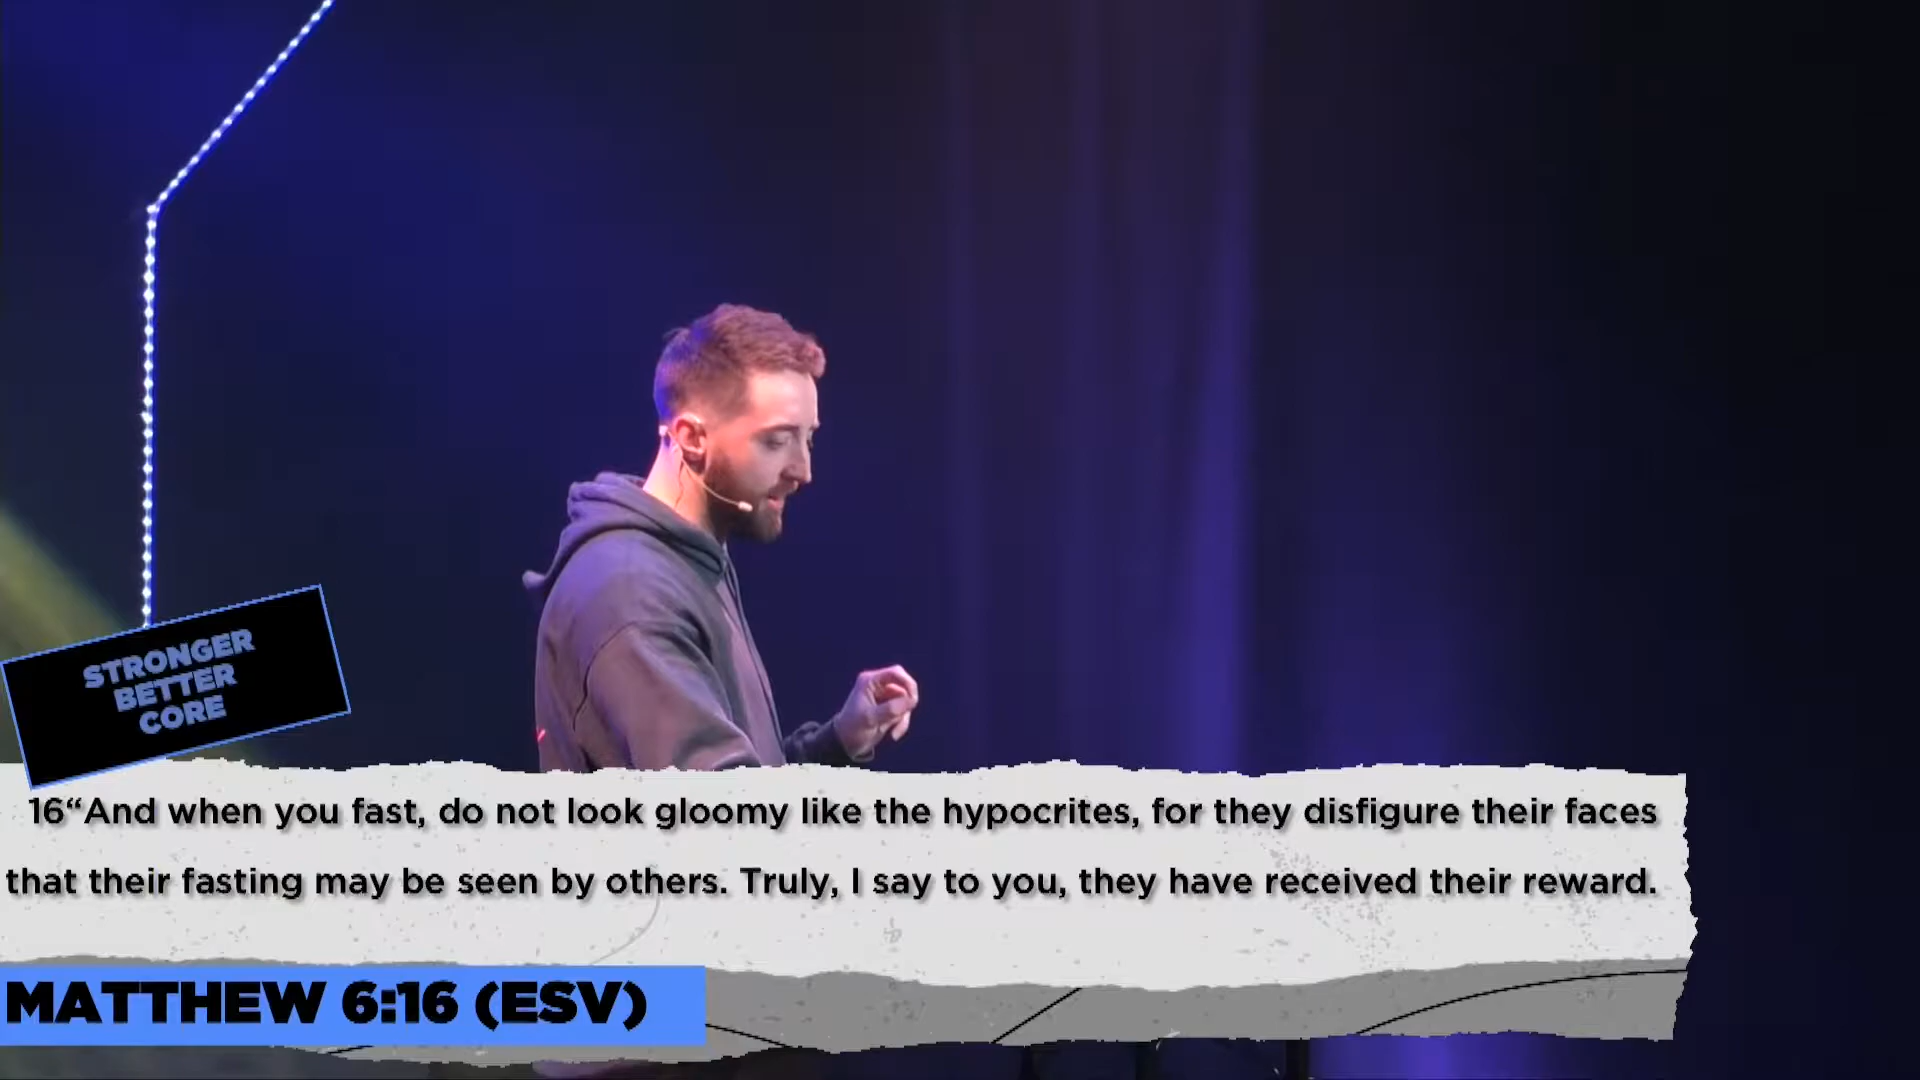 STRONGER
BETTER
CORE
16“And when you fast, do not look gloomy like the hypocrites, for they disfigure their faces
that their fasting may be seen by others. Truly, I say to you, they have received their reward.
MATTHEW 6:16 (ESV)